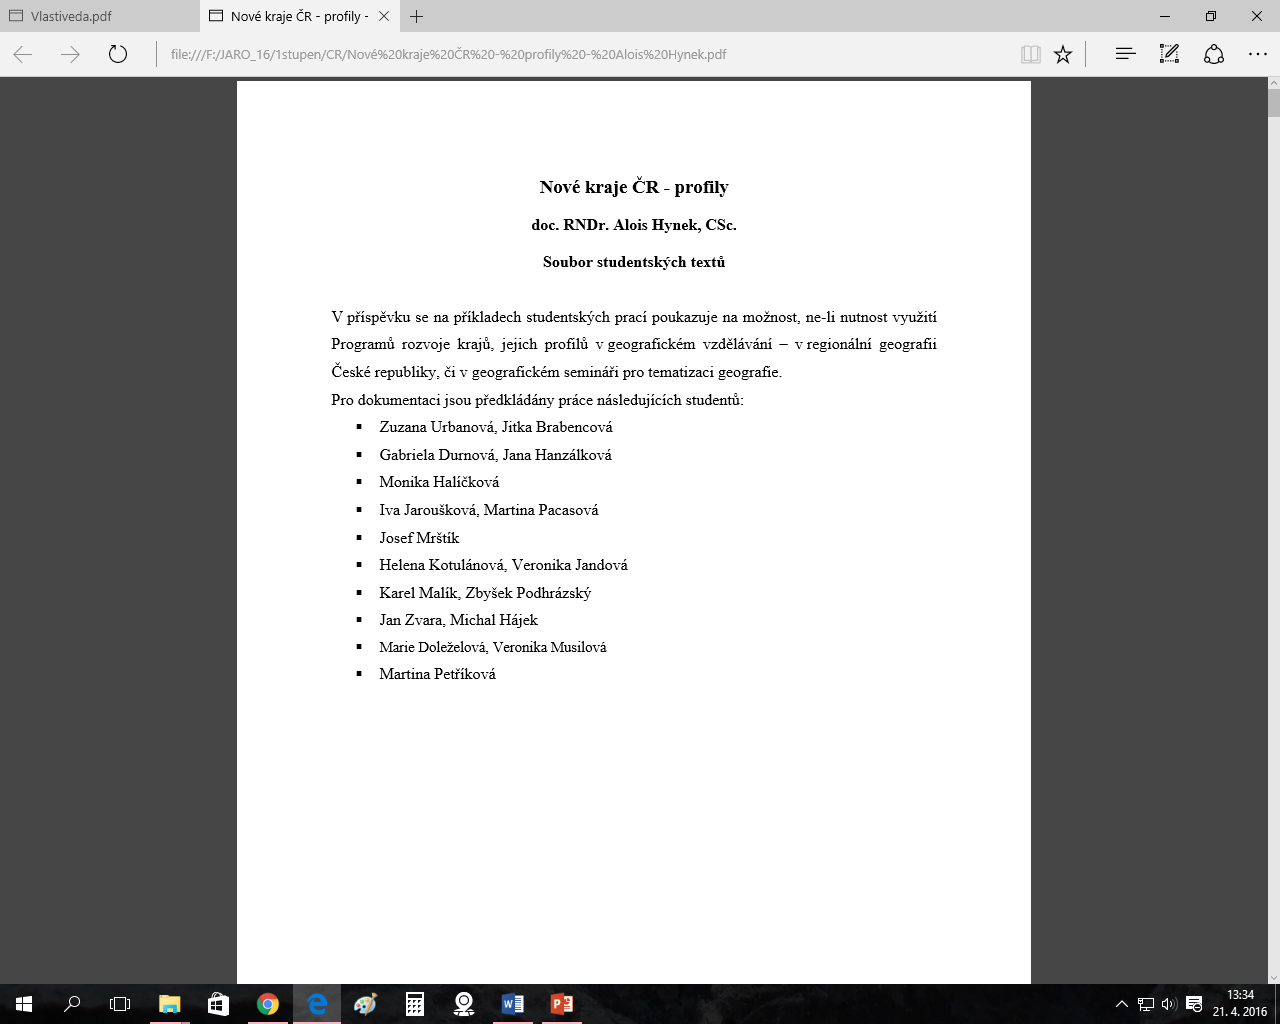 Vlastiveda.pdf
Nové kraje ČR - profily -
file:///F:/JARO_16/1stupen/CR/Nové%20kraje%20ČR%20-%20profily%20-%20Alois%20Hynek.pdf
Nové kraje ČR - profily
doc. RNDr. Alois Hynek, CSc.
Soubor studentských textů
V příspěvku se na příkladech studentských prací poukazuje na možnost, ne-li nutnost využití
Programů rozvoje krajů, jejich profilů v geografickém vzdělávání – v regionální geografii
České republiky, či v geografickém semináři pro tematizaci geografie.
Pro dokumentaci jsou předkládány práce následujících studentů:
▪ Zuzana Urbanová, Jitka Brabencová
▪ Gabriela Durnová, Jana Hanzálková
▪ Monika Halíčková
▪ Iva Jaroušková, Martina Pacasová
▪ Josef Mrštík
▪ Helena Kotulánová, Veronika Jandová
▪ Karel Malík, Zbyšek Podhrázský
▪ Jan Zvara, Michal Hájek
▪ Marie Doleželová, Veronika Musilová
▪ Martina Petříková
13:34
21. 4. 2016